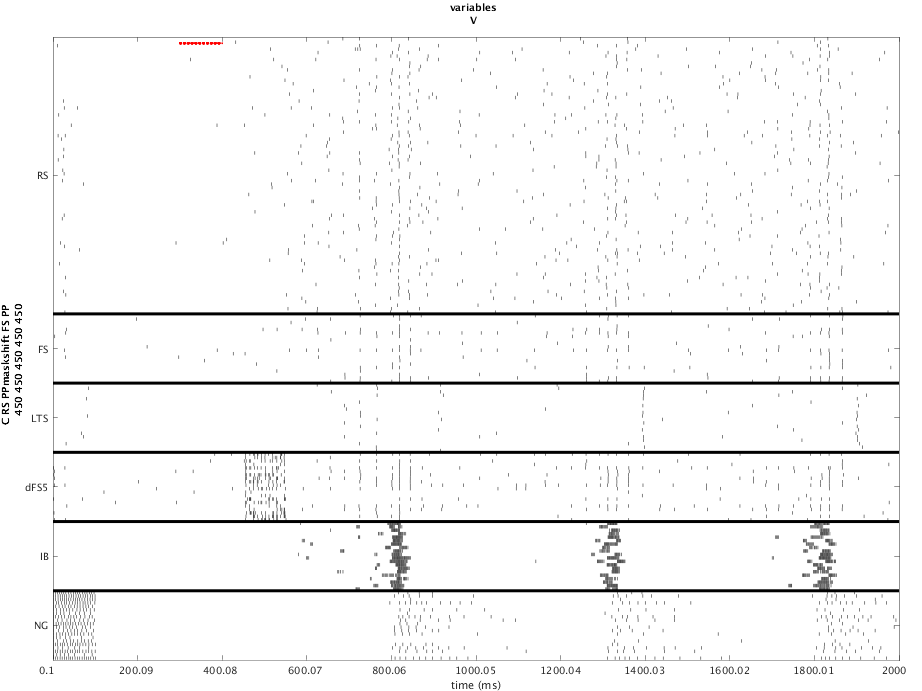 variables
V
C RS PPmaskshift FS PP
450 450 450 450 450
RS
FS
LTS
dFS5
IB
NG
0.1 200.09 400.08 600.07 800.06 1000.05 1200.04 1400.03 1600.02 1800.01 2000
time (ms)